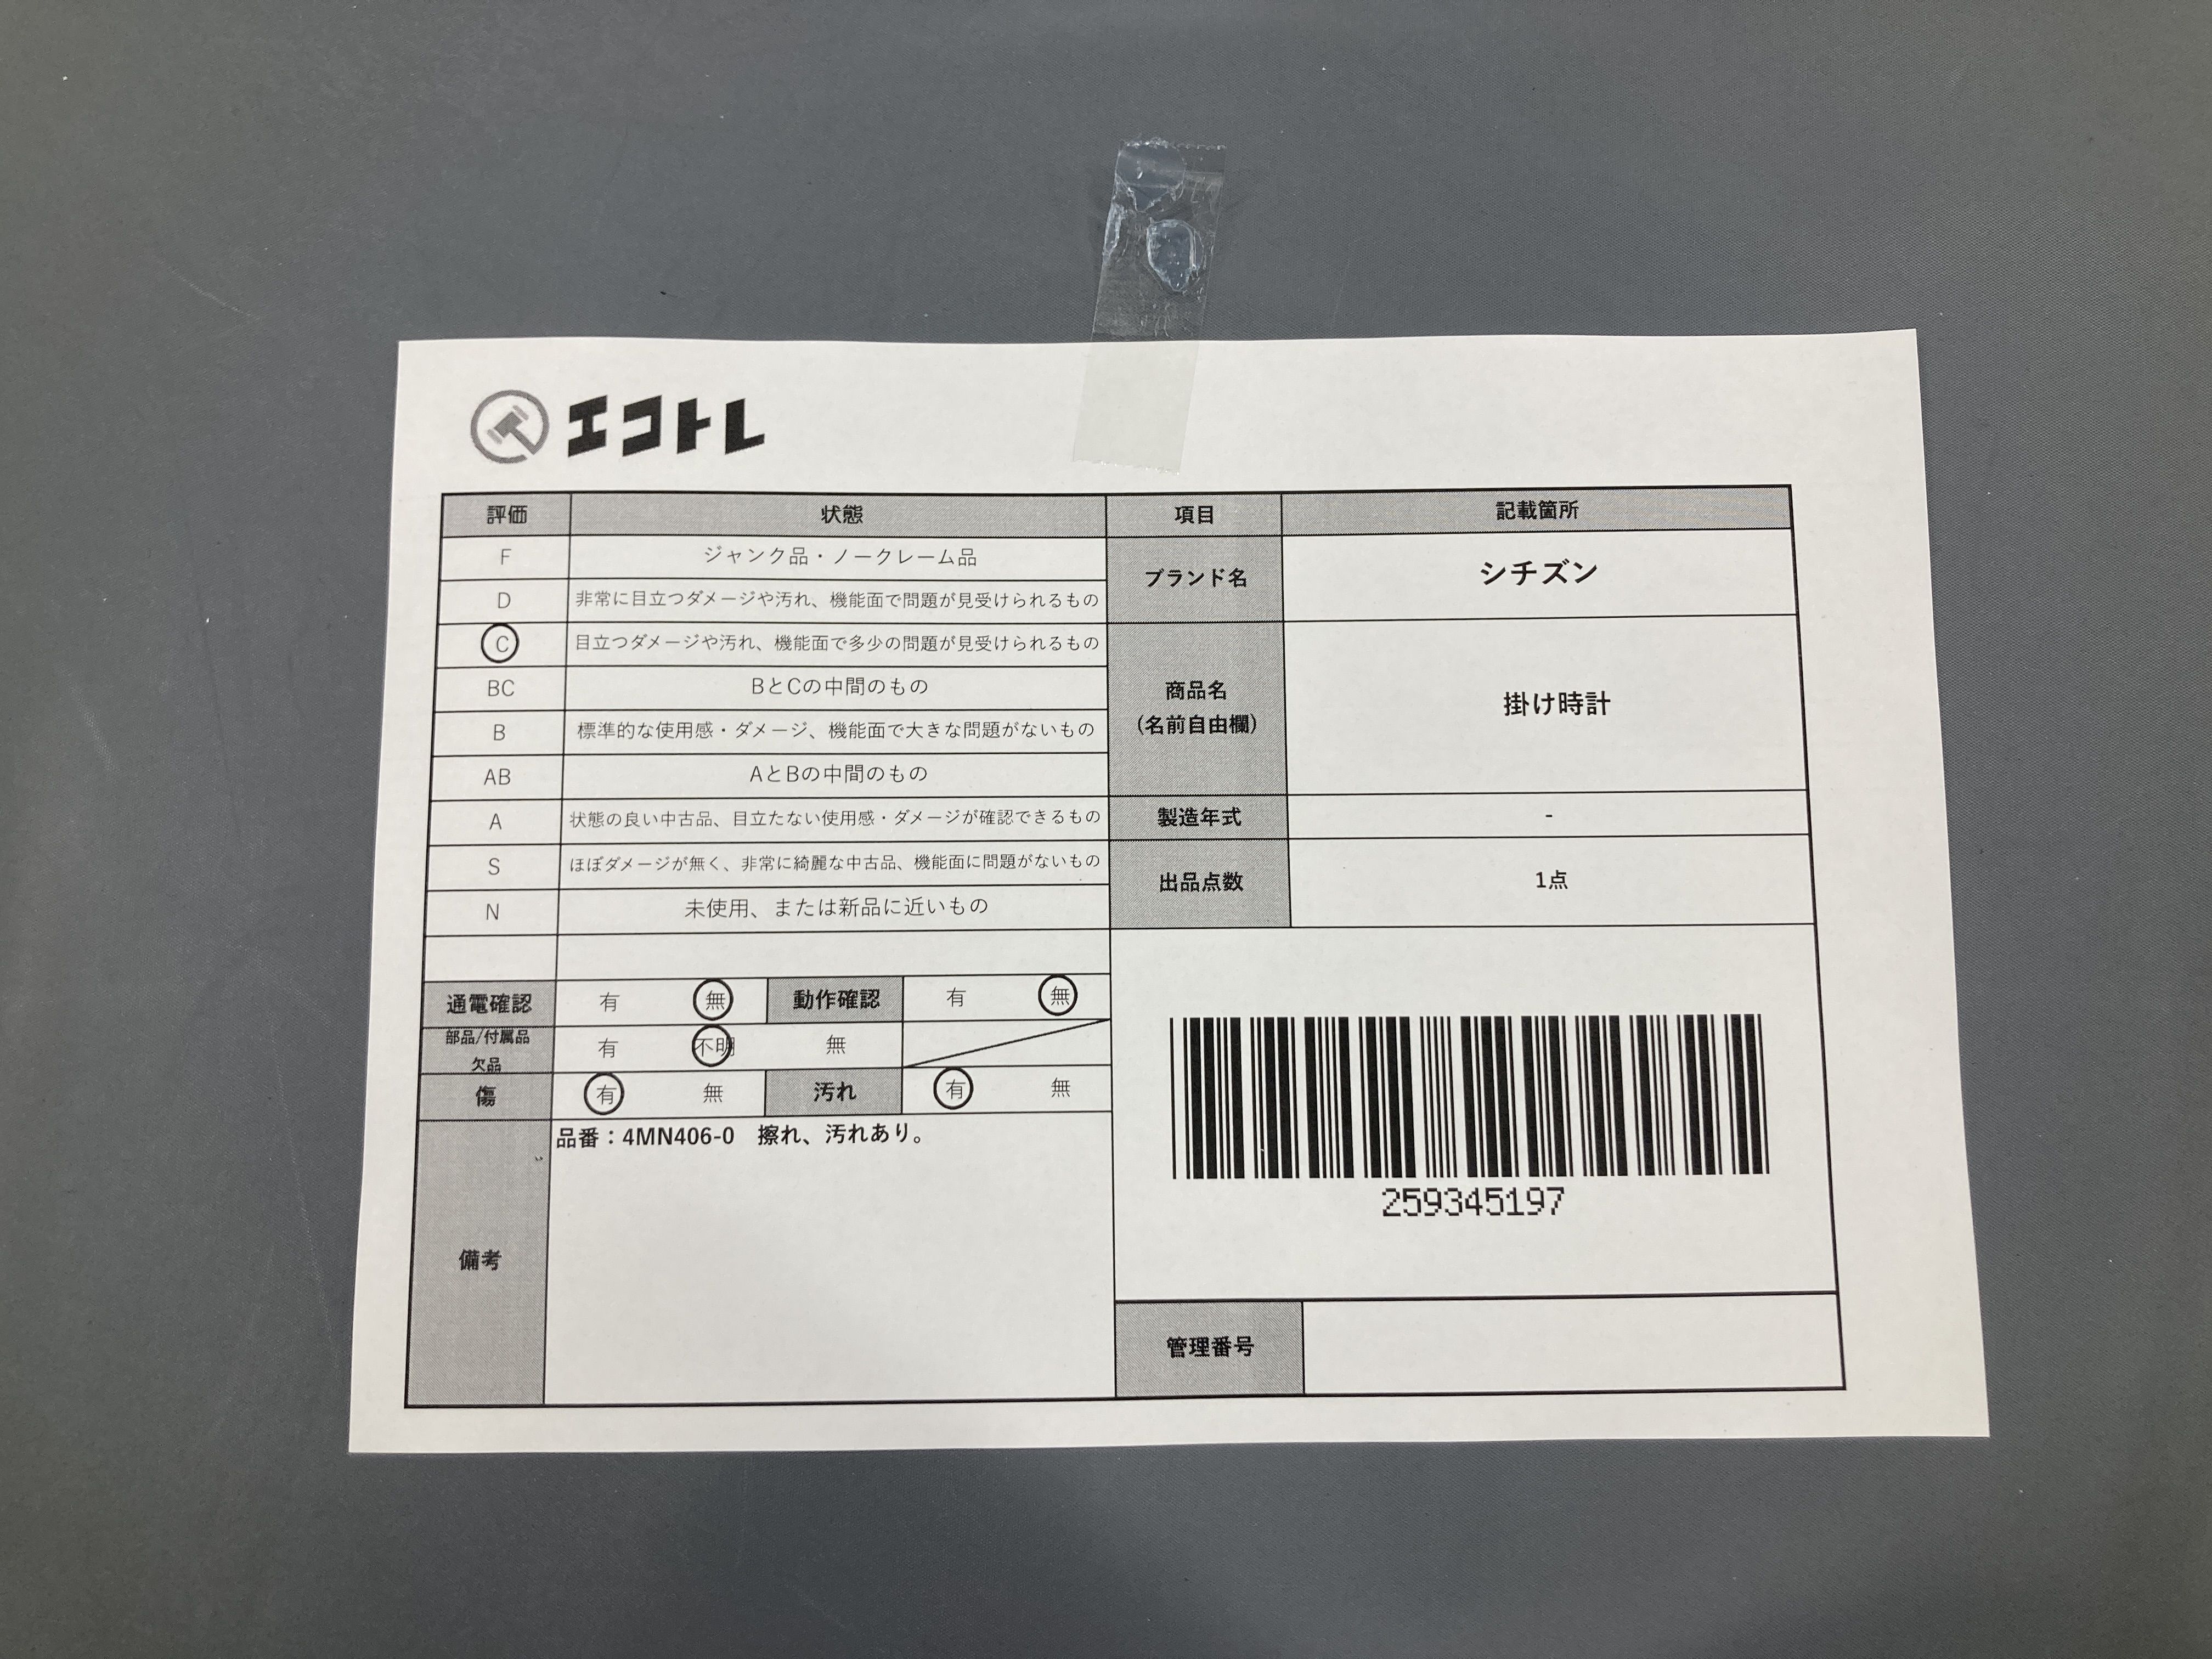 エコトレ
評価 状態 項目 記載箇所
F ジャンク品・ノークレーム品
D 非常に目立つダメージや汚れ、機能面で問題が見受けられるもの
ブランド名 シチズン
C 目立つダメージや汚れ、機能面で多少の問題が見受けられるもの
BC BとCの中間のもの
B 標準的な使用感・ダメージ、機能面で大きな問題がないもの
AB AとBの中間のもの
商品名
(名前自由欄)
掛け時計
A 状態の良い中古品、目立たない使用感・ダメージが確認できるもの
製造年式 -
S ほぼダメージが無く、非常に綺麗な中古品、機能面に問題がないもの
N 未使用、または新品に近いもの
出品点数 1点
通電確認 有 無 動作確認 有 無
部品/付属品
欠品
有 不明 無
傷 有 無 汚れ 有 無
備考
品番：4MN406-0 擦れ、汚れあり。
259345197
管理番号